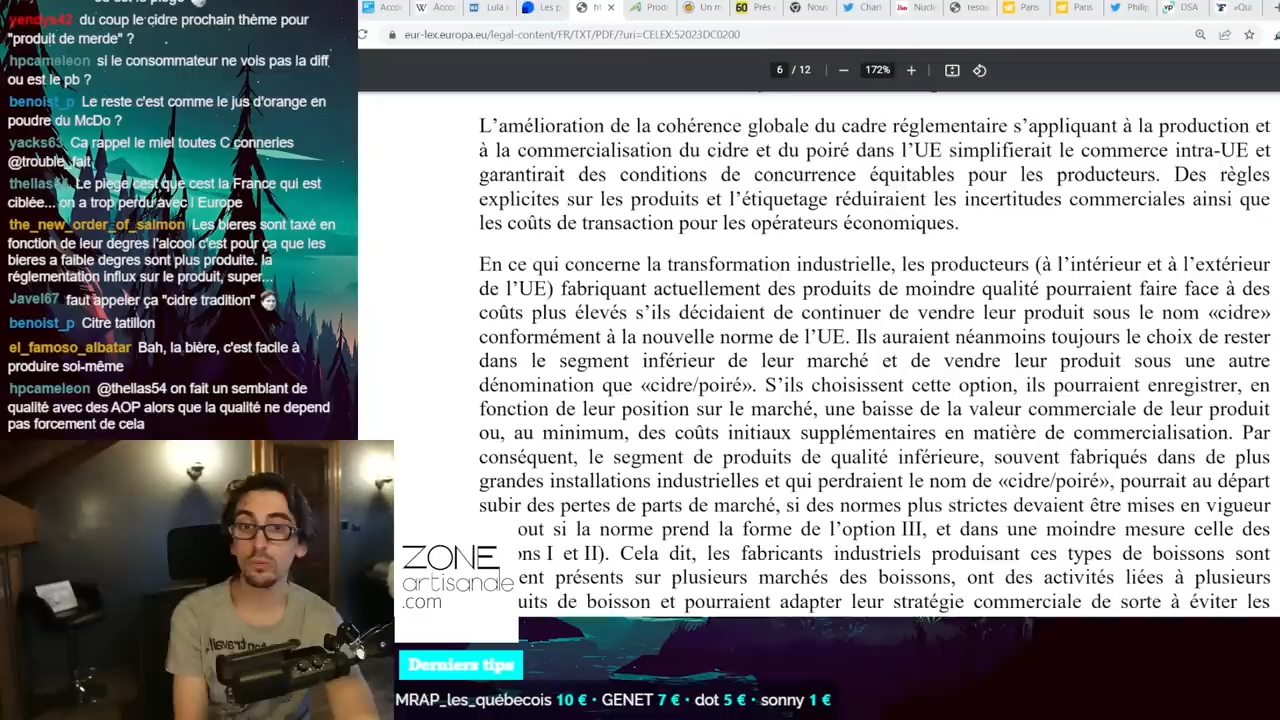 yendys42 du coup le cidre prochain thème pour
"produit de merde" ?
hpcameleon si le consommateur ne vois pas la diff
ou est le pb ?
benoist_p Le reste c'est comme le jus d'orange en
poudre du McDo ?
yacks63 Ca rappel le miel toutes C conneries
@trouble_fait
thellas54 Le piege cest que cest la France qui est
ciblée... on a trop perdu avec l Europe
the_new_order_of_salmon Les bieres sont taxé en
fonction de leur degres l'alcool c'est pour ça que les
bieres a faible degres sont plus produite. la
réglementation influx sur le produit, super...
Javel67 faut appeler ça "cidre tradition"
benoist_p Citre tatillon
el_famoso_albatar Bah, la bière, c'est facile à
produire soi-même
hpcameleon @thellas54 on fait un semblant de
qualité avec des AOP alors que la qualité ne depend
pas forcement de cela
Accor
Accor
Lula
Les p
ht
Produ
Un m
Prés
Nouv
Chari
Nucle
resou
Paris
Paris
Philip
DSA
«Qui
eur-lex.europa.eu/legal-content/FR/TXT/PDF/?uri=CELEX:52023DC0200
6 / 12 − 172% +
L'amélioration de la cohérence globale du cadre réglementaire s'appliquant à la production et
à la commercialisation du cidre et du poiré dans l'UE simplifierait le commerce intra-UE et
garantirait des conditions de concurrence équitables pour les producteurs. Des règles
explicites sur les produits et l'étiquetage réduiraient les incertitudes commerciales ainsi que
les coûts de transaction pour les opérateurs économiques.
En ce qui concerne la transformation industrielle, les producteurs (à l'intérieur et à l'extérieur
de l'UE) fabriquant actuellement des produits de moindre qualité pourraient faire face à des
coûts plus élevés s'ils décidaient de continuer de vendre leur produit sous le nom «cidre»
conformément à la nouvelle norme de l'UE. Ils auraient néanmoins toujours le choix de rester
dans le segment inférieur de leur marché et de vendre leur produit sous une autre
dénomination que «cidre/poiré». S'ils choisissent cette option, ils pourraient enregistrer, en
fonction de leur position sur le marché, une baisse de la valeur commerciale de leur produit
ou, au minimum, des coûts initiaux supplémentaires en matière de commercialisation. Par
conséquent, le segment de produits de qualité inférieure, souvent fabriqués dans de plus
grandes installations industrielles et qui perdraient le nom de «cidre/poiré», pourrait au départ
subir des pertes de parts de marché, si des normes plus strictes devaient être mises en vigueur
out si la norme prend la forme de l'option III, et dans une moindre mesure celle des
ns I et II). Cela dit, les fabricants industriels produisant ces types de boissons sont
ent présents sur plusieurs marchés des boissons, ont des activités liées à plusieurs
uits de boisson et pourraient adapter leur stratégie commerciale de sorte à éviter les
ZONE
artisanale
.com
Derniers tips
MRAP_les_québecois 10 € • GENET 7 € • dot 5 € • sonny 1 €